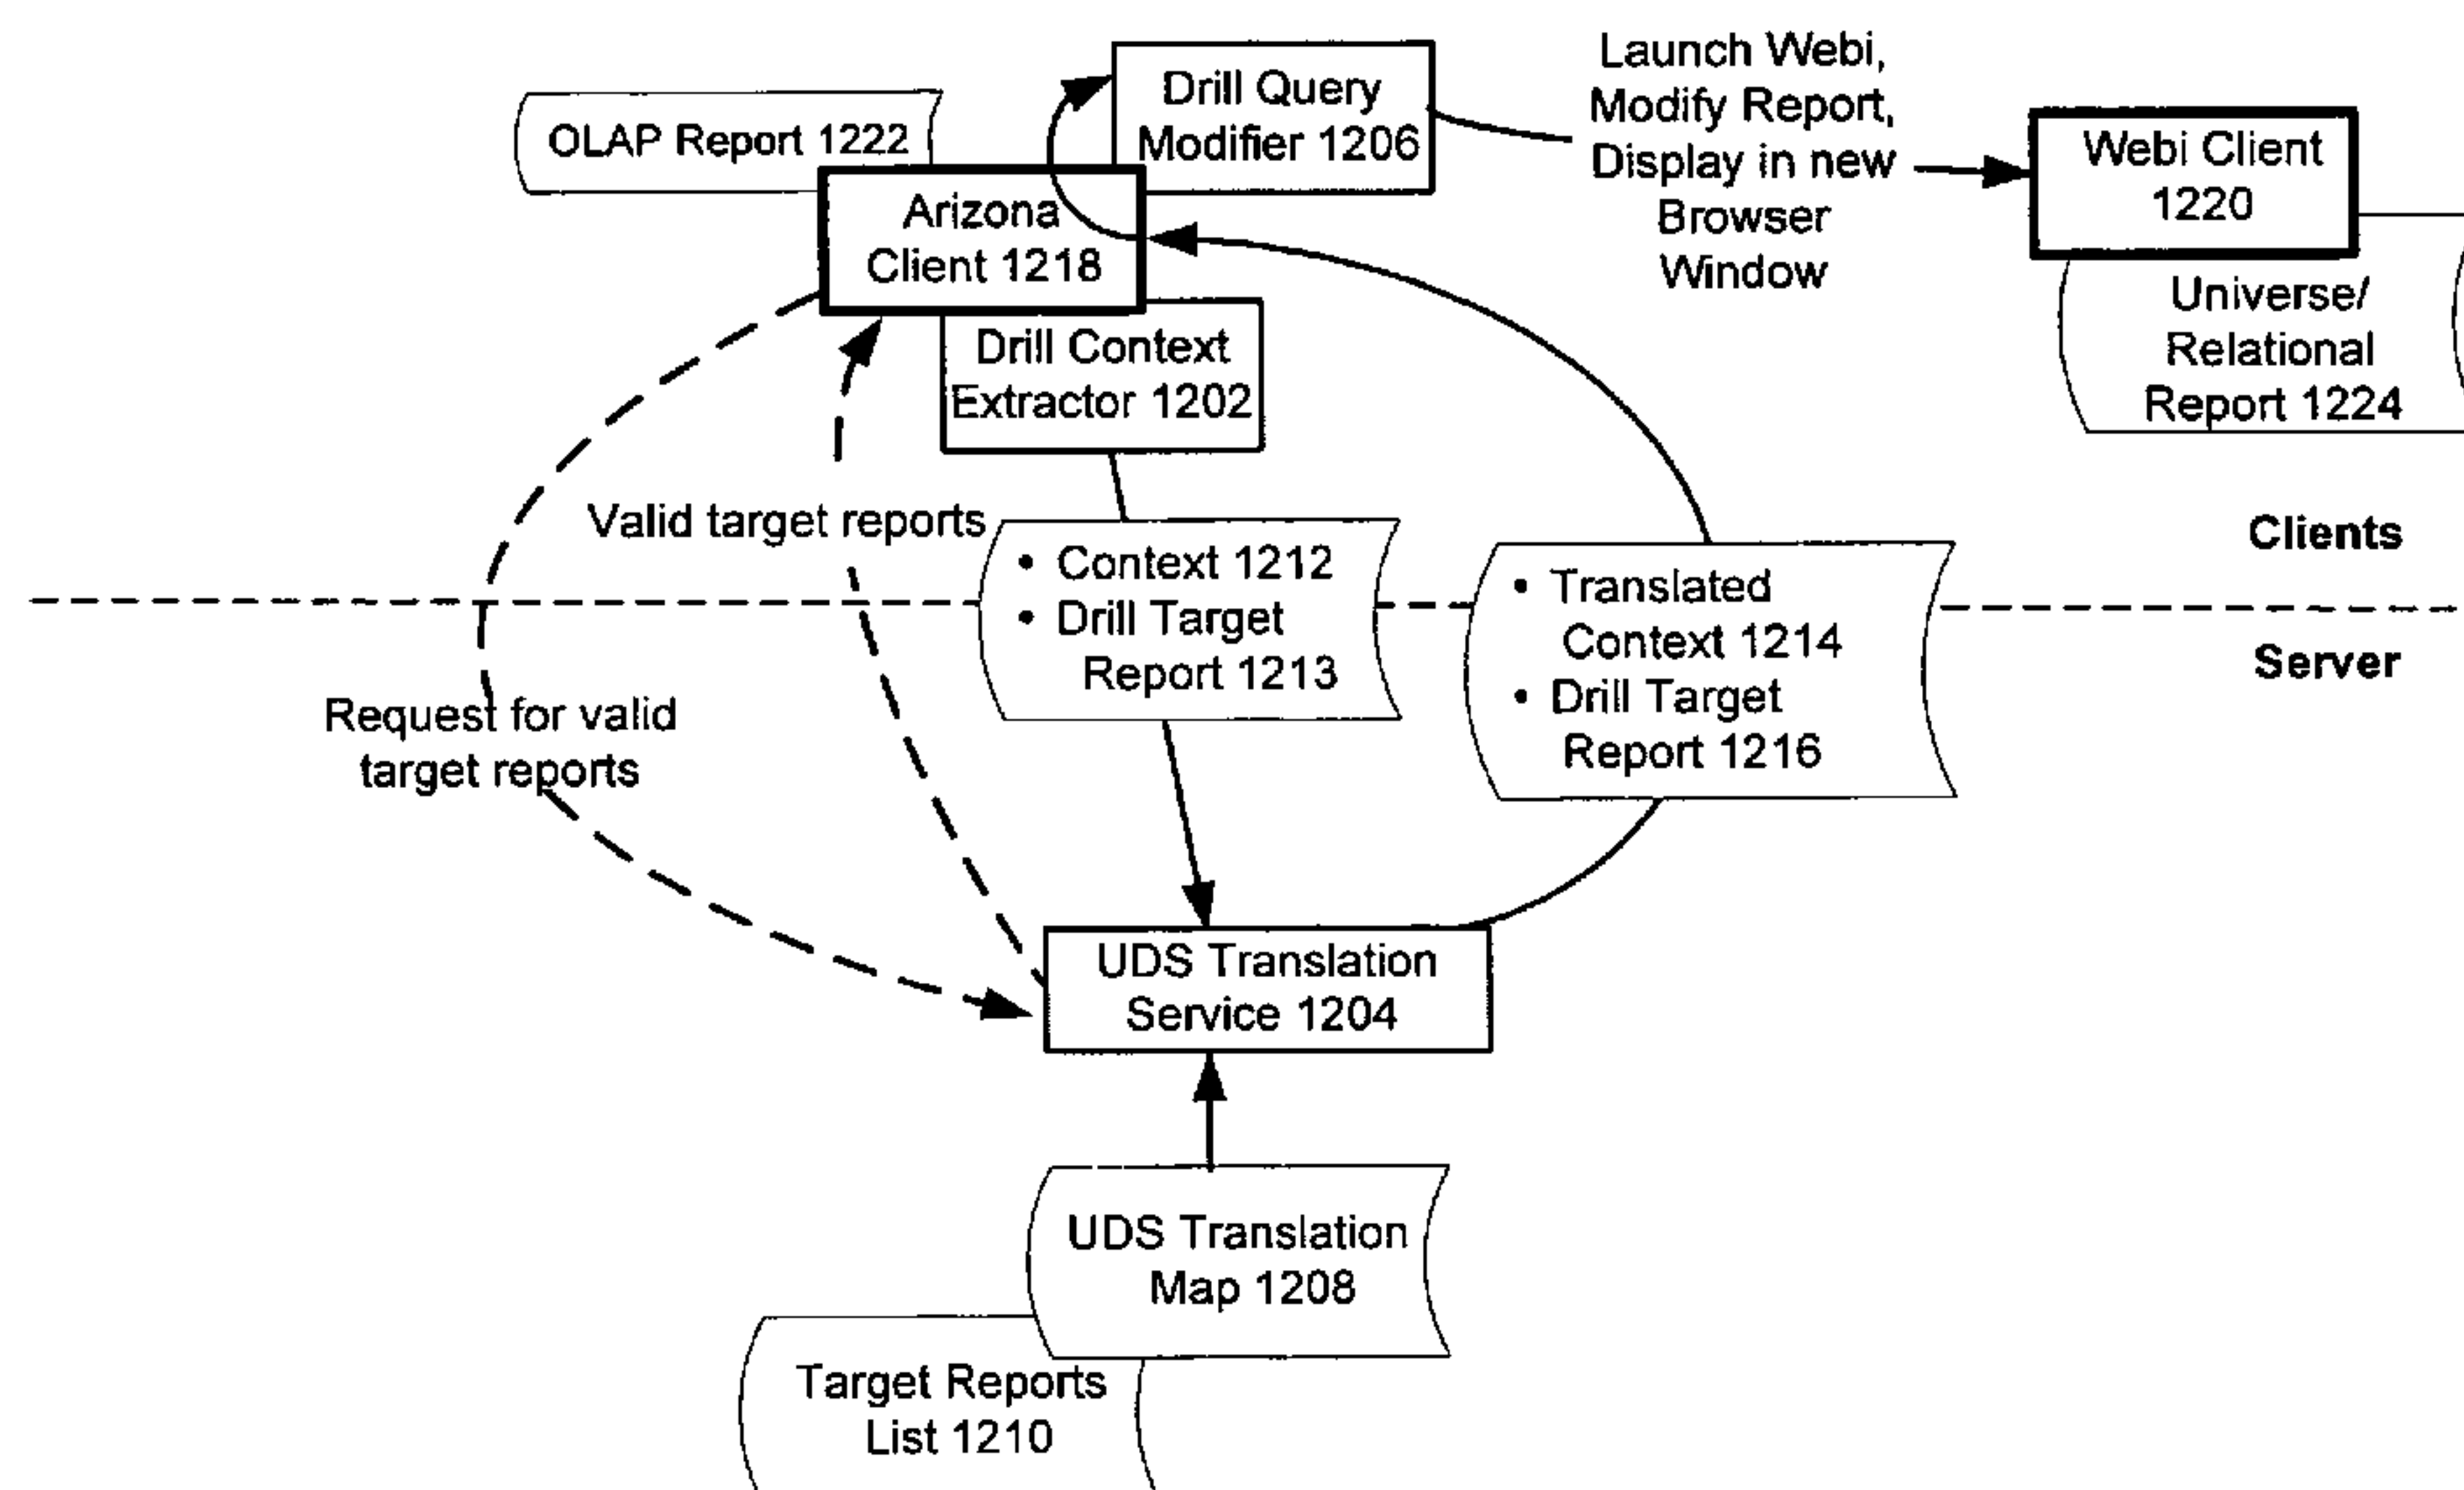 OLAP Report 1222
Drill Query
Modifier 1206
Launch Webi,
Modify Report,
Display in new
Browser
Window
Webi Client
1220
Arizona
Client 1218
Universe/
Relational
Report 1224
Drill Context
Extractor 1202
Valid target reports
Clients
• Context 1212
• Drill Target
Report 1213
• Translated
Context 1214
• Drill Target
Report 1216
Server
Request for valid
target reports
UDS Translation
Service 1204
UDS Translation
Map 1208
Target Reports
List 1210